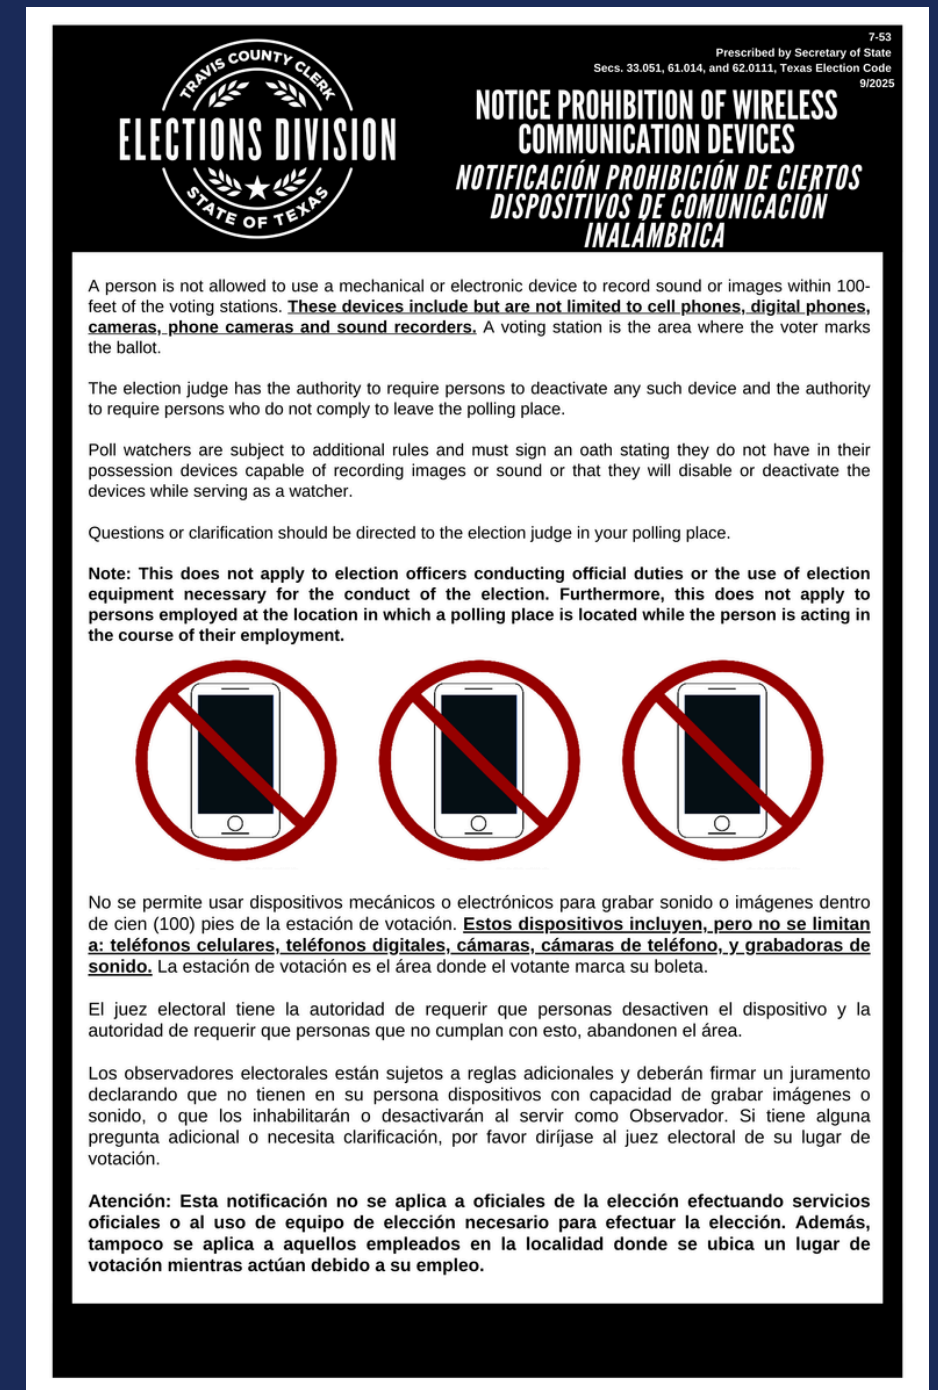 TRAVIS COUNTY CLERK
ELECTIONS DIVISION
STATE OF TEXAS
7-53
Prescribed by Secretary of State
Secs. 33.051, 61.014, and 62.0111, Texas Election Code
9/2025
NOTICE PROHIBITION OF WIRELESS
COMMUNICATION DEVICES
NOTIFICACIÓN PROHIBICIÓN DE CIERTOS
DISPOSITIVOS DE COMUNICACIÓN
INALÁMBRICA
A person is not allowed to use a mechanical or electronic device to record sound or images within 100-
feet of the voting stations. These devices include but are not limited to cell phones, digital phones,
cameras, phone cameras and sound recorders. A voting station is the area where the voter marks
the ballot.
The election judge has the authority to require persons to deactivate any such device and the authority
to require persons who do not comply to leave the polling place.
Poll watchers are subject to additional rules and must sign an oath stating they do not have in their
possession devices capable of recording images or sound or that they will disable or deactivate the
devices while serving as a watcher.
Questions or clarification should be directed to the election judge in your polling place.
Note: This does not apply to election officers conducting official duties or the use of election
equipment necessary for the conduct of the election. Furthermore, this does not apply to
persons employed at the location in which a polling place is located while the person is acting in
the course of their employment.
No se permite usar dispositivos mecánicos o electrónicos para grabar sonido o imágenes dentro
de cien (100) pies de la estación de votación. Estos dispositivos incluyen, pero no se limitan
a: teléfonos celulares, teléfonos digitales, cámaras, cámaras de teléfono, y grabadoras de
sonido. La estación de votación es el área donde el votante marca su boleta.
El juez electoral tiene la autoridad de requerir que personas desactiven el dispositivo y la
autoridad de requerir que personas que no cumplan con esto, abandonen el área.
Los observadores electorales están sujetos a reglas adicionales y deberán firmar un juramento
declarando que no tienen en su persona dispositivos con capacidad de grabar imágenes o
sonido, o que los inhabilitarán o desactivarán al servir como Observador. Si tiene alguna
pregunta adicional o necesita clarificación, por favor diríjase al juez electoral de su lugar de
votación.
Atención: Esta notificación no se aplica a oficiales de la elección efectuando servicios
oficiales o al uso de equipo de elección necesario para efectuar la elección. Además,
tampoco se aplica a aquellos empleados en la localidad donde se ubica un lugar de
votación mientras actúan debido a su empleo.